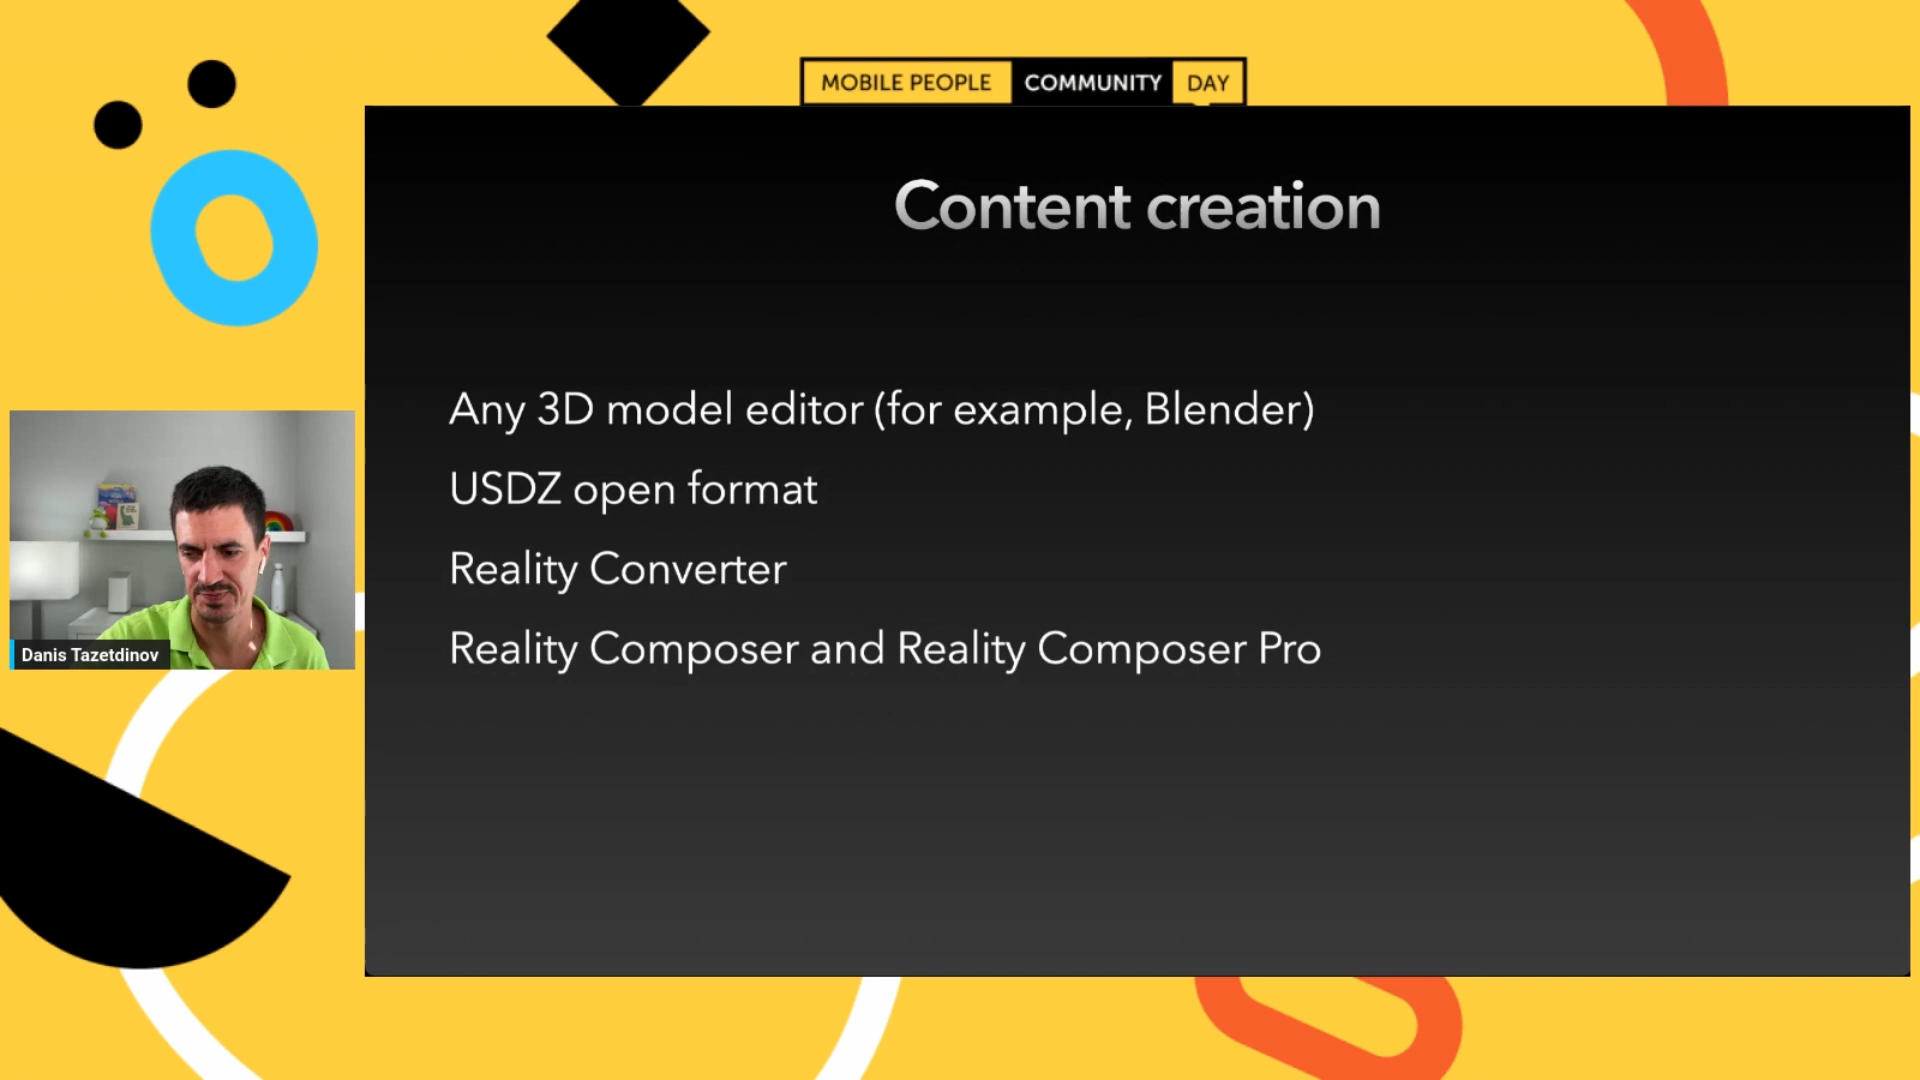 MOBILE PEOPLE COMMUNITY DAY
Content creation
Any 3D model editor (for example, Blender)
USDZ open format
Reality Converter
Reality Composer and Reality Composer Pro
Danis Tazetdinov